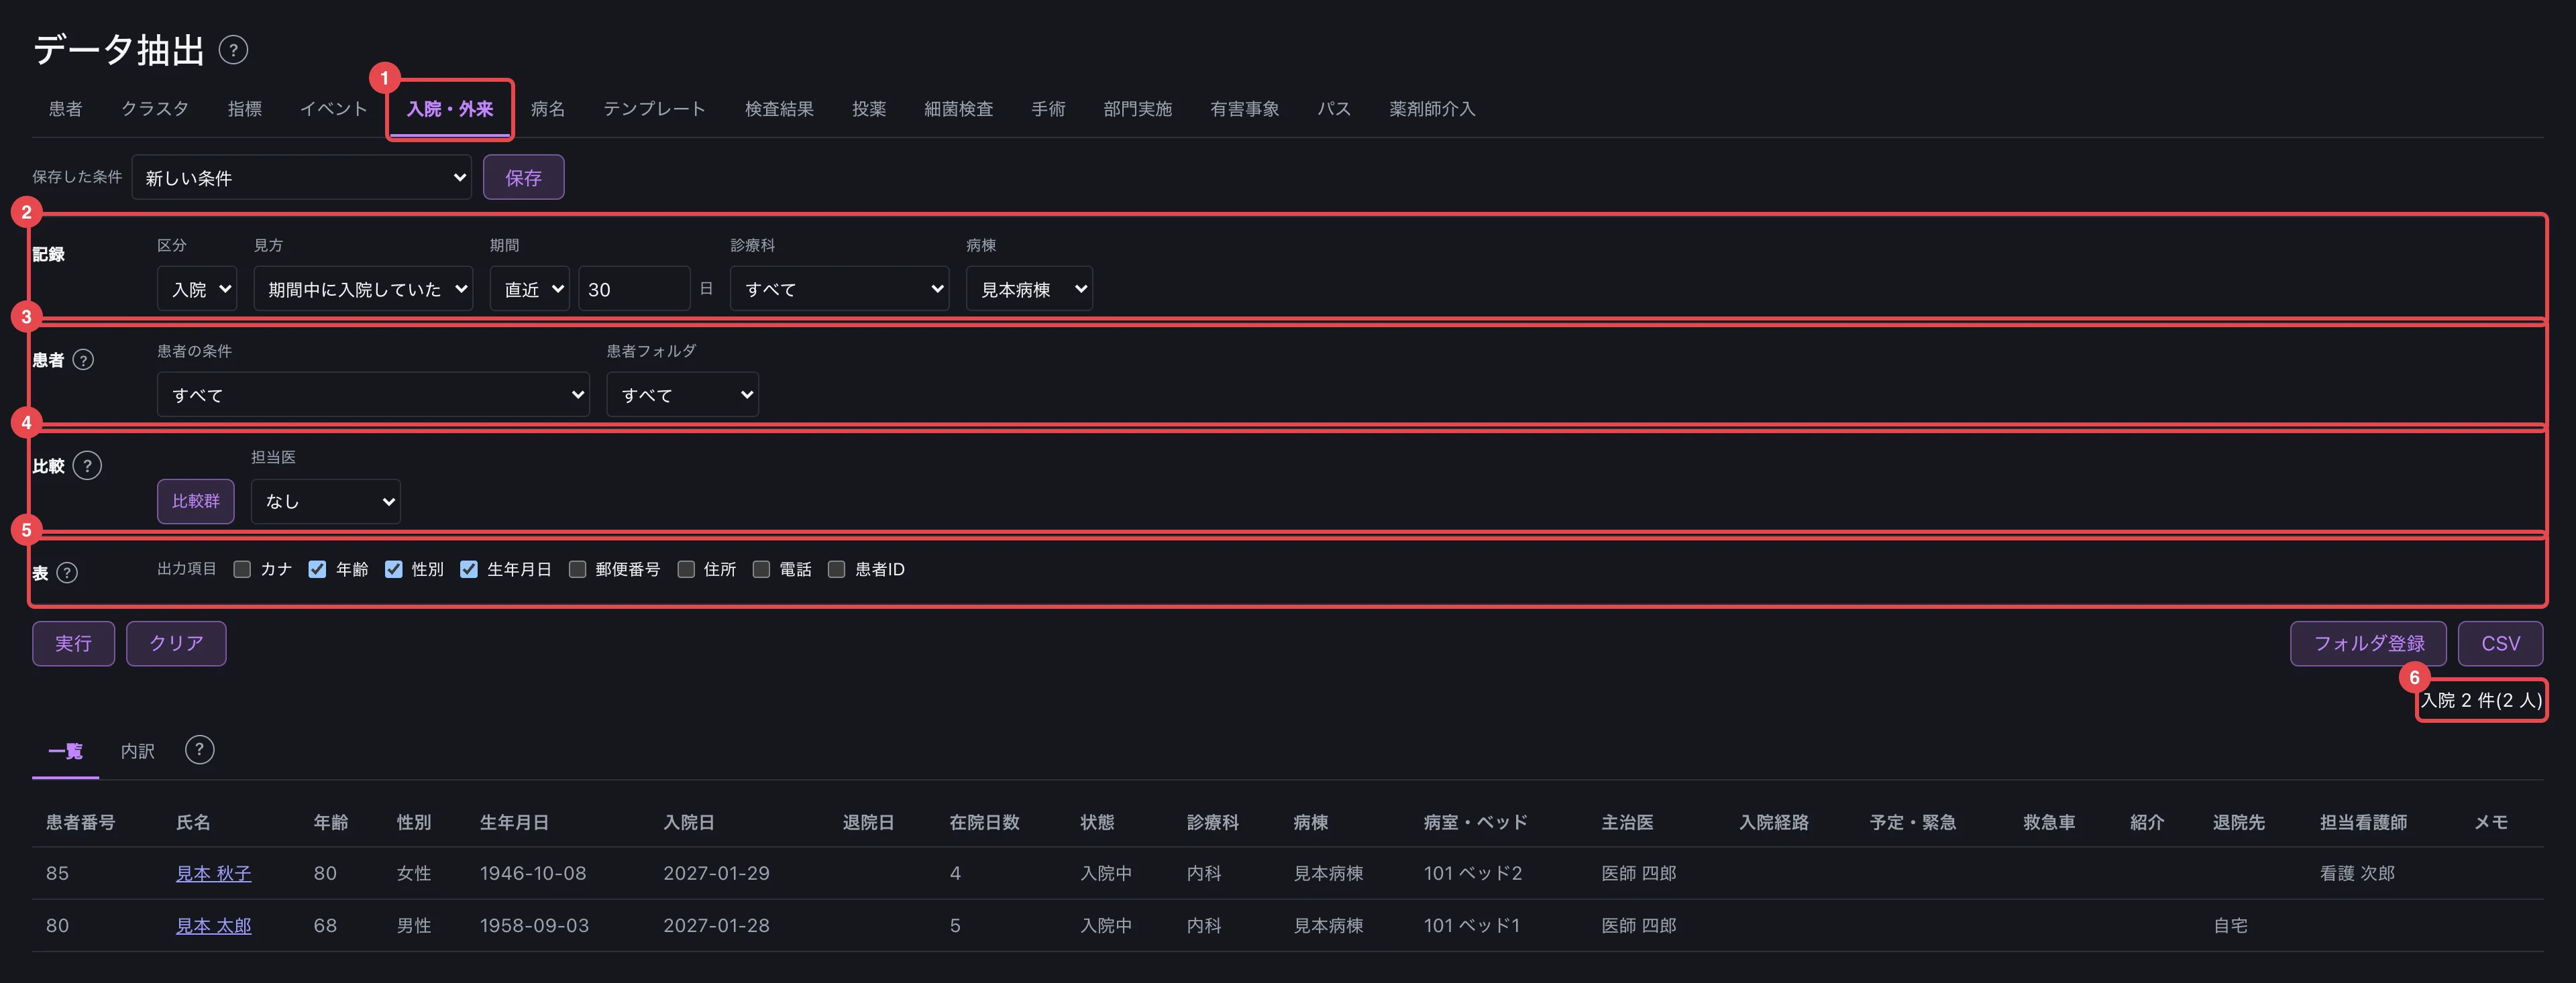 データ抽出 ?
1
患者 クラスタ 指標 イベント 入院・外来 病名 テンプレート 検査結果 投薬 細菌検査 手術 部門実施 有害事象 パス 薬剤師介入
保存した条件 新しい条件 保存
2
記録 区分 見方 期間 診療科 病棟
入院 期間中に入院していた 直近 30 日 すべて 見本病棟
3
患者 ? 患者の条件 患者フォルダ
すべて すべて
4
比較 ? 担当医
比較群 なし
5
表 ? 出力項目 カナ 年齢 性別 生年月日 郵便番号 住所 電話 患者ID
実行 クリア フォルダ登録 CSV
6
入院 2 件(2 人)
一覧 内訳 ?
患者番号 氏名 年齢 性別 生年月日 入院日 退院日 在院日数 状態 診療科 病棟 病室・ベッド 主治医 入院経路 予定・緊急 救急車 紹介 退院先 担当看護師 メモ
85 見本 秋子 80 女性 1946-10-08 2027-01-29 4 入院中 内科 見本病棟 101 ベッド2 医師 四郎 看護 次郎
80 見本 太郎 68 男性 1958-09-03 2027-01-28 5 入院中 内科 見本病棟 101 ベッド1 医師 四郎 自宅